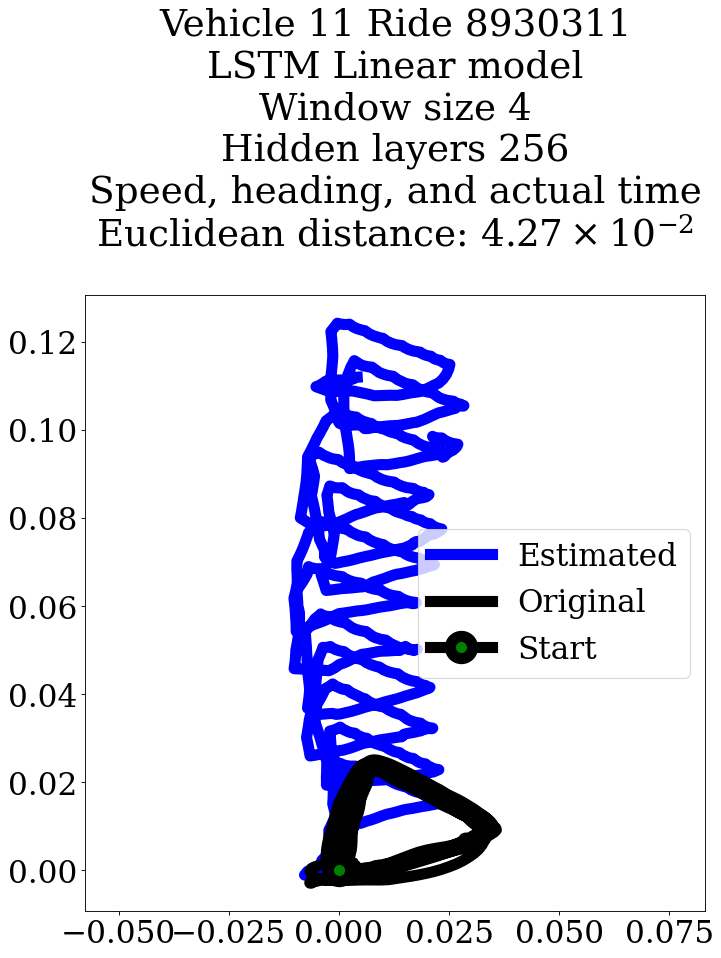 Vehicle 11 Ride 8930311
LSTM Linear model
Window size 4
Hidden layers 256
Speed, heading, and actual time
Euclidean distance: 4.27 × 10⁻²
0.12
0.10
0.08
0.06
0.04
0.02
0.00
Estimated
Original
Start
−0.050 −0.025 0.000 0.025 0.050 0.075